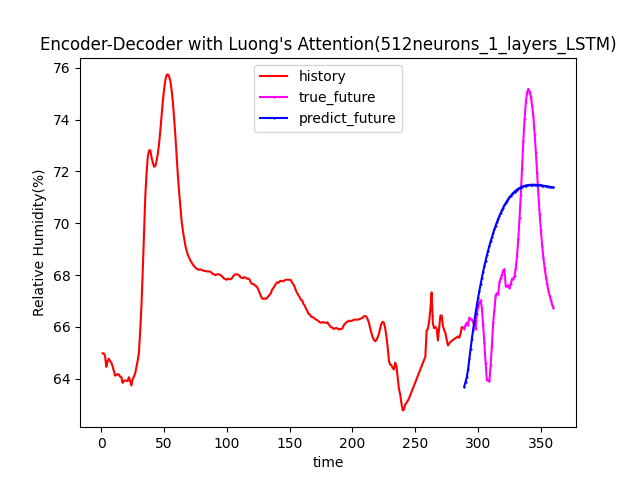 Encoder-Decoder with Luong's Attention(512neurons_1_layers_LSTM)
history
true_future
predict_future
Relative Humidity(%)
76
74
72
70
68
66
64
0 50 100 150 200 250 300 350
time